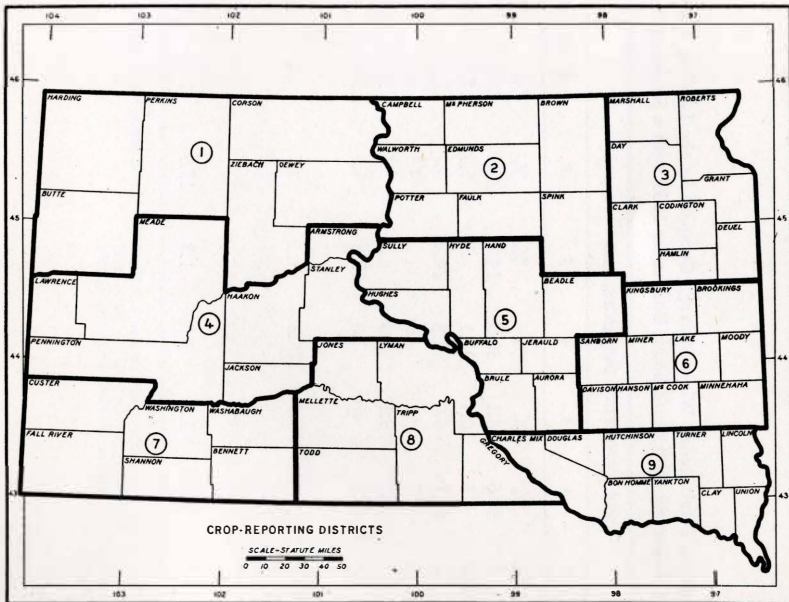 104 103 102 101 100 99 98 97
46 46
HARDING PERKINS CORSON CAMPBELL McPHERSON BROWN MARSHALL ROBERTS
1
WALWORTH EDMUNDS DAY
ZIEBACH DEWEY
2 3
GRANT
BUTTE POTTER FAULK SPINK CLARK CODINGTON
45 45
MEADE ARMSTRONG DEUEL
SULLY HYDE HAND HAMLIN
STANLEY
LAWRENCE HAAKON HUGHES BEADLE KINGSBURY BROOKINGS
4 5
PENNINGTON JONES LYMAN BUFFALO JERAULD SANBORN MINER LAKE MOODY
44 44
6
JACKSON BRULE AURORA DAVISON HANSON McCOOK MINNEHAHA
CUSTER
MELLETTE
WASHINGTON WASHABAUGH TRIPP
FALL RIVER 7 8 GREGORY CHARLES MIX DOUGLAS HUTCHINSON TURNER LINCOLN
SHANNON BENNETT TODD 9
BON HOMME YANKTON CLAY UNION
43 43
CROP-REPORTING DISTRICTS
SCALE-STATUTE MILES
0 10 20 30 40 50
103 102 101 100 99 98 97